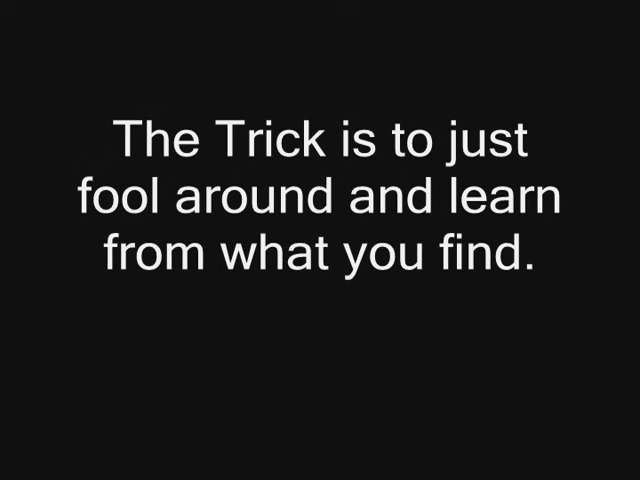 The Trick is to just
fool around and learn
from what you find.